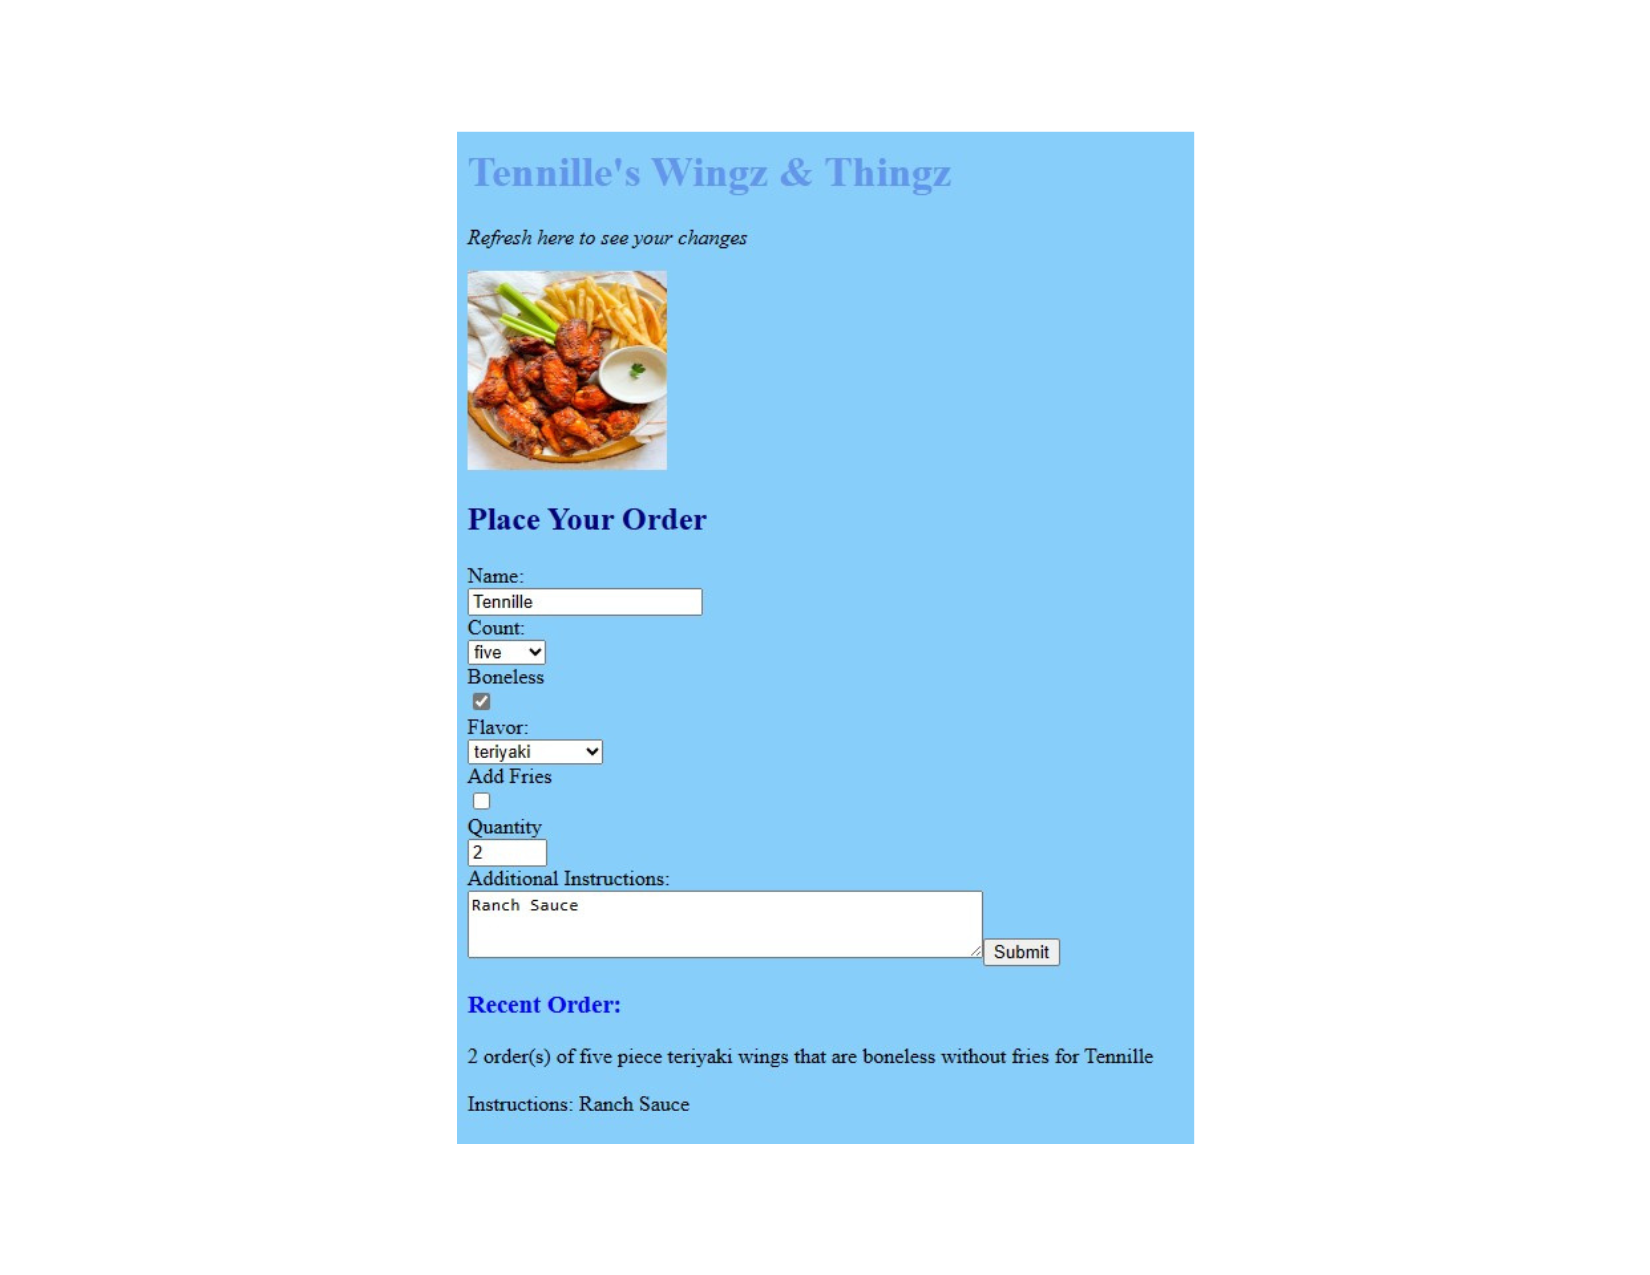 Tennille's Wingz & Thingz
Refresh here to see your changes
Place Your Order
Name:
Tennille
Count:
five
Boneless
Flavor:
teriyaki
Add Fries
Quantity
2
Additional Instructions:
Ranch Sauce
Submit
Recent Order:
2 order(s) of five piece teriyaki wings that are boneless without fries for Tennille
Instructions: Ranch Sauce